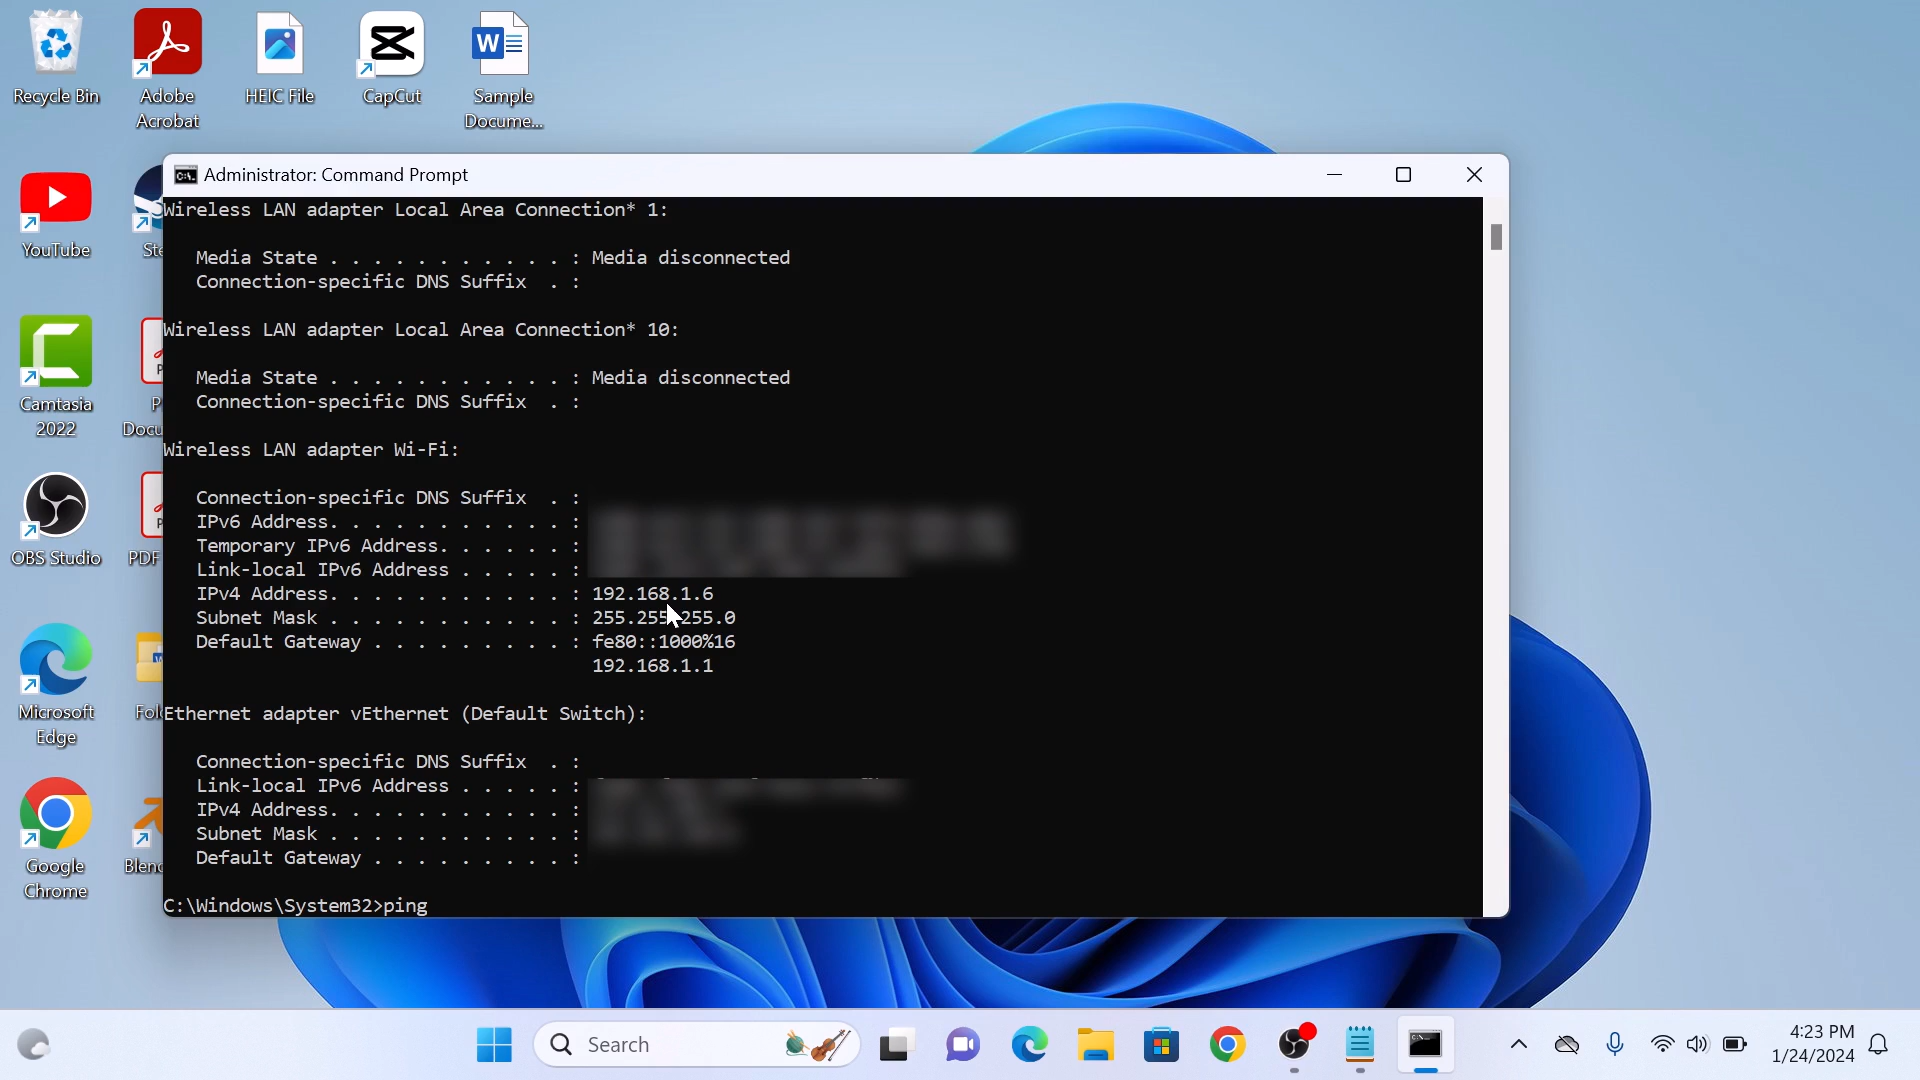 Recycle Bin
Adobe
Acrobat
HEIC File
CapCut
Sample
Docume...
YouTube
Camtasia
2022
OBS Studio
PDF
Microsoft
Edge
Google
Chrome
Administrator: Command Prompt
Wireless LAN adapter Local Area Connection* 1:
Media State . . . . . . . . . . . : Media disconnected
Connection-specific DNS Suffix  . :
Wireless LAN adapter Local Area Connection* 10:
Media State . . . . . . . . . . . : Media disconnected
Connection-specific DNS Suffix  . :
Wireless LAN adapter Wi-Fi:
Connection-specific DNS Suffix  . :
IPv6 Address. . . . . . . . . . . :
Temporary IPv6 Address. . . . . . :
Link-local IPv6 Address . . . . . :
IPv4 Address. . . . . . . . . . . : 192.168.1.6
Subnet Mask . . . . . . . . . . . : 255.255.255.0
Default Gateway . . . . . . . . . : fe80::1000%16
192.168.1.1
Ethernet adapter vEthernet (Default Switch):
Connection-specific DNS Suffix  . :
Link-local IPv6 Address . . . . . :
IPv4 Address. . . . . . . . . . . :
Subnet Mask . . . . . . . . . . . :
Default Gateway . . . . . . . . . :
C:\Windows\System32>ping
Search
4:23 PM
1/24/2024